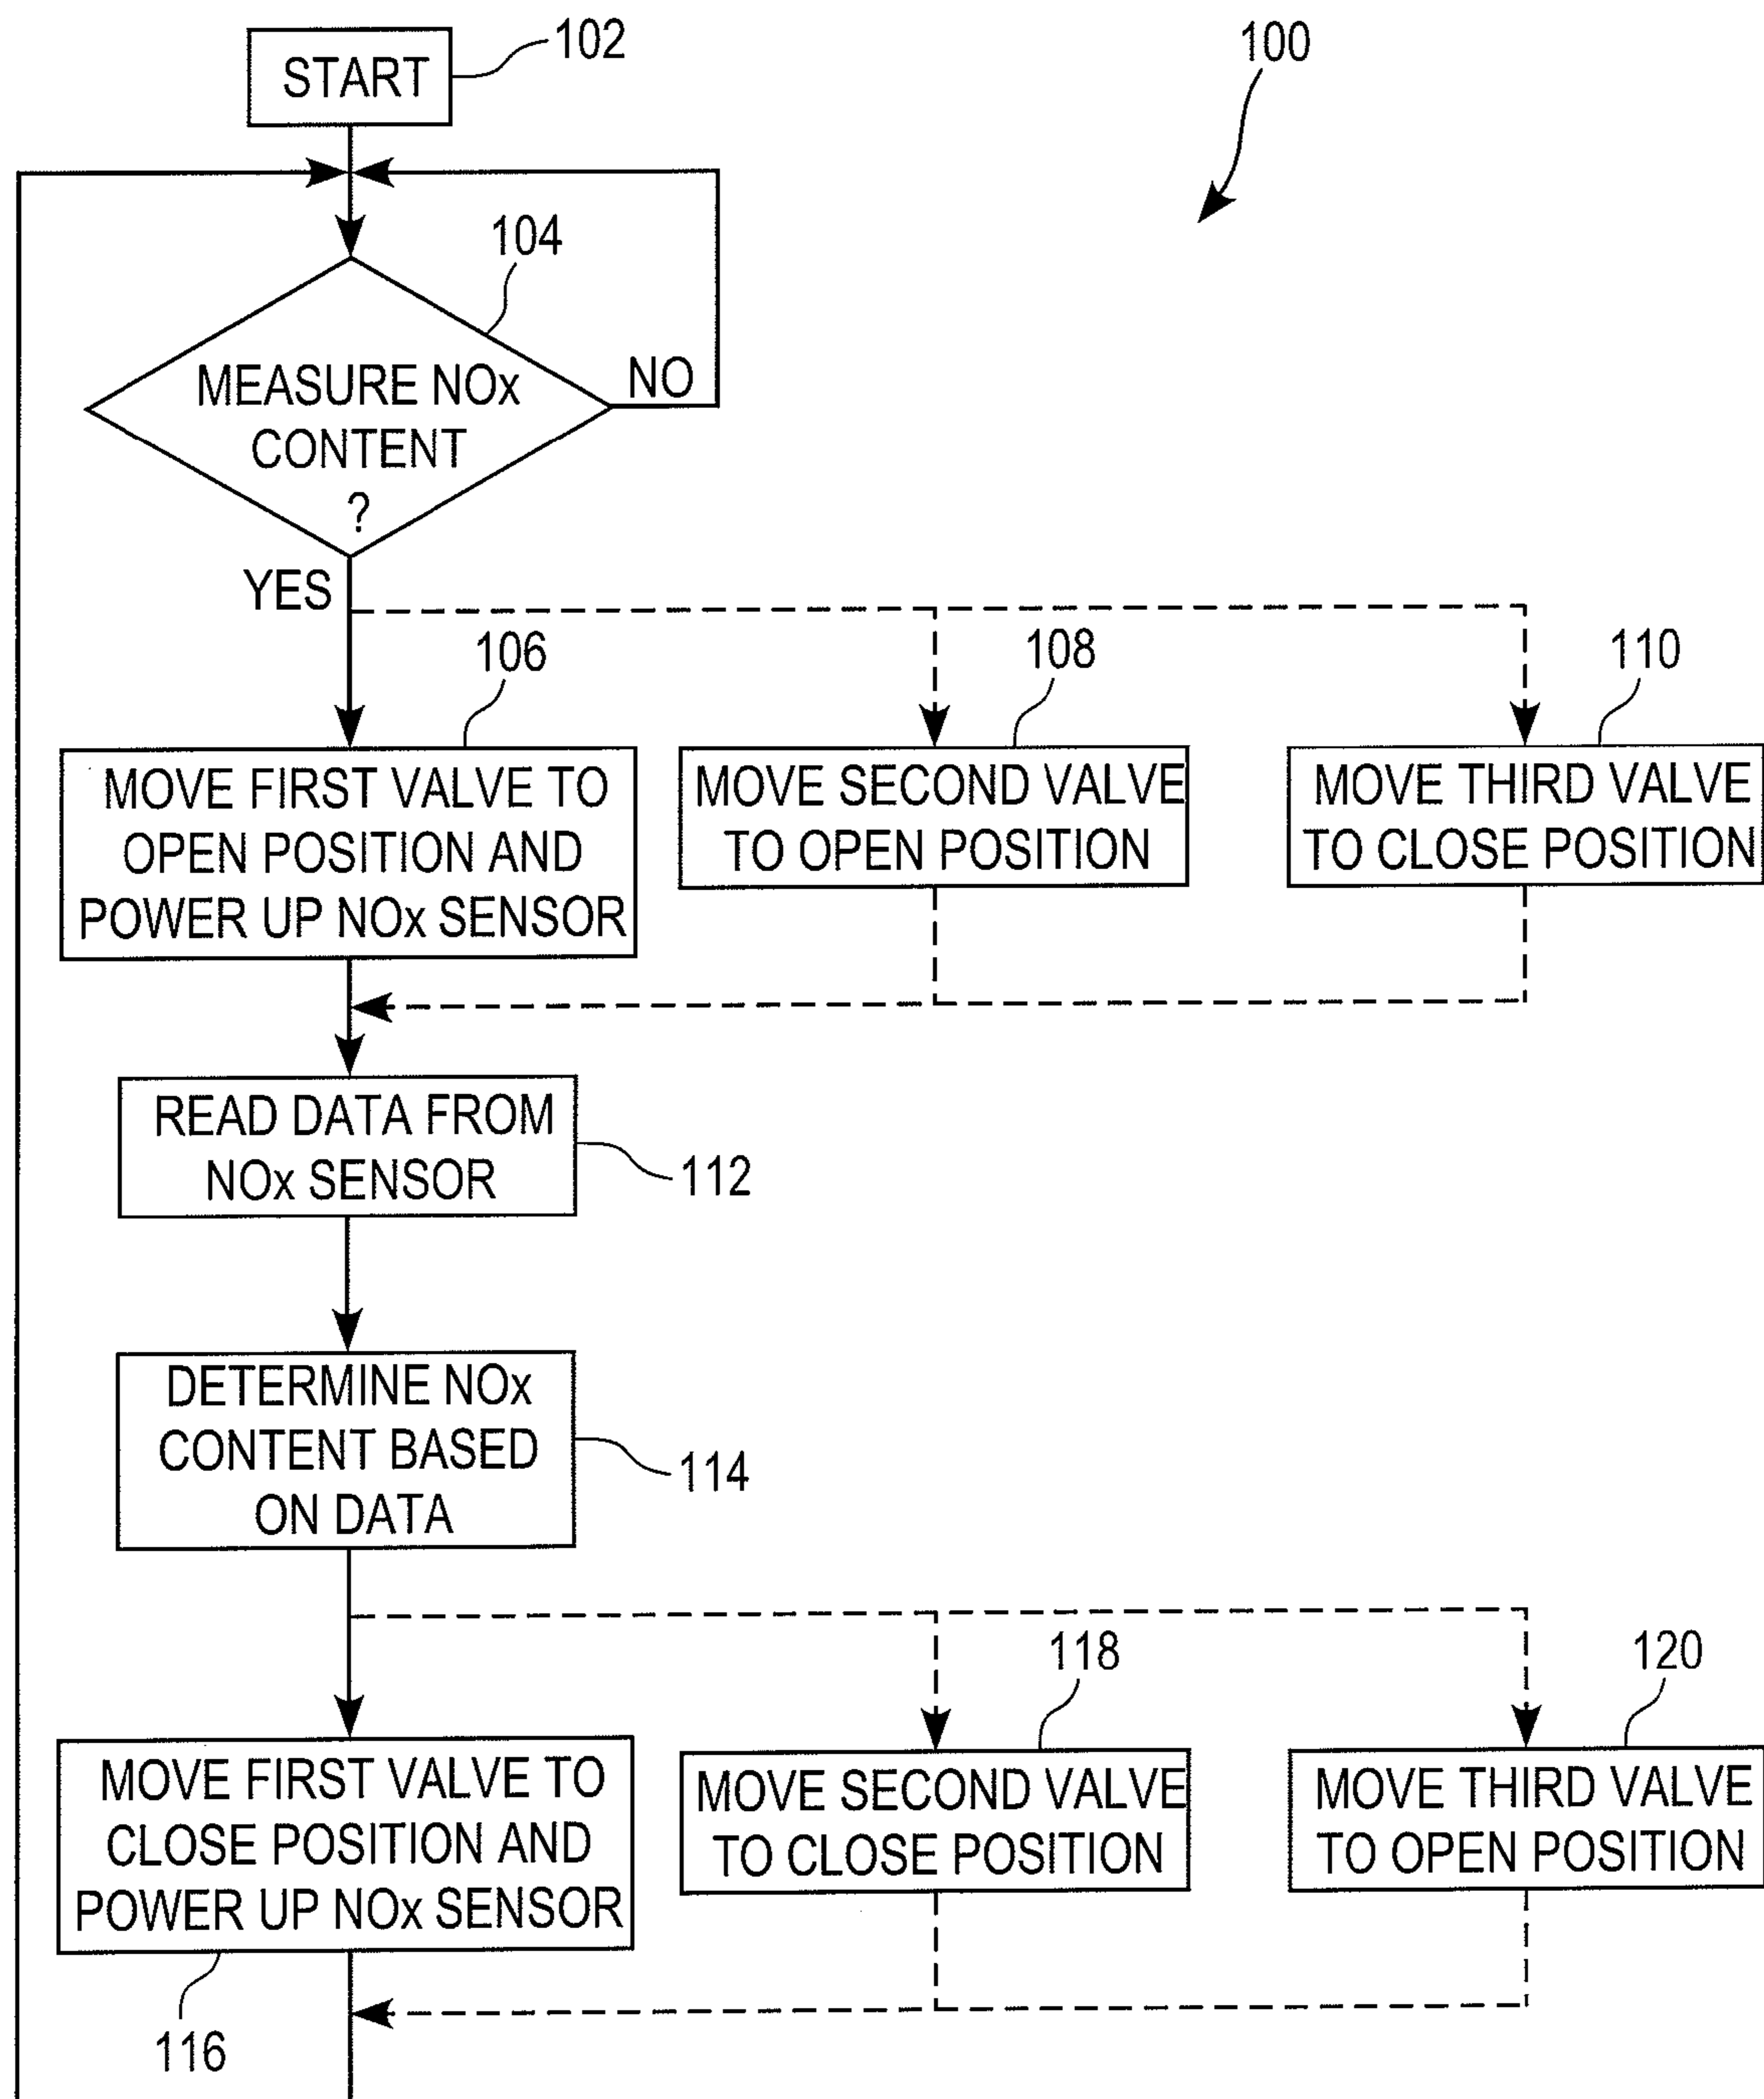 START
102
100
104
MEASURE NOx
CONTENT
?
NO
YES
106
108
110
MOVE FIRST VALVE TO
OPEN POSITION AND
POWER UP NOx SENSOR
MOVE SECOND VALVE
TO OPEN POSITION
MOVE THIRD VALVE
TO CLOSE POSITION
READ DATA FROM
NOx SENSOR
112
DETERMINE NOx
CONTENT BASED
ON DATA
114
118
120
MOVE FIRST VALVE TO
CLOSE POSITION AND
POWER UP NOx SENSOR
MOVE SECOND VALVE
TO CLOSE POSITION
MOVE THIRD VALVE
TO OPEN POSITION
116